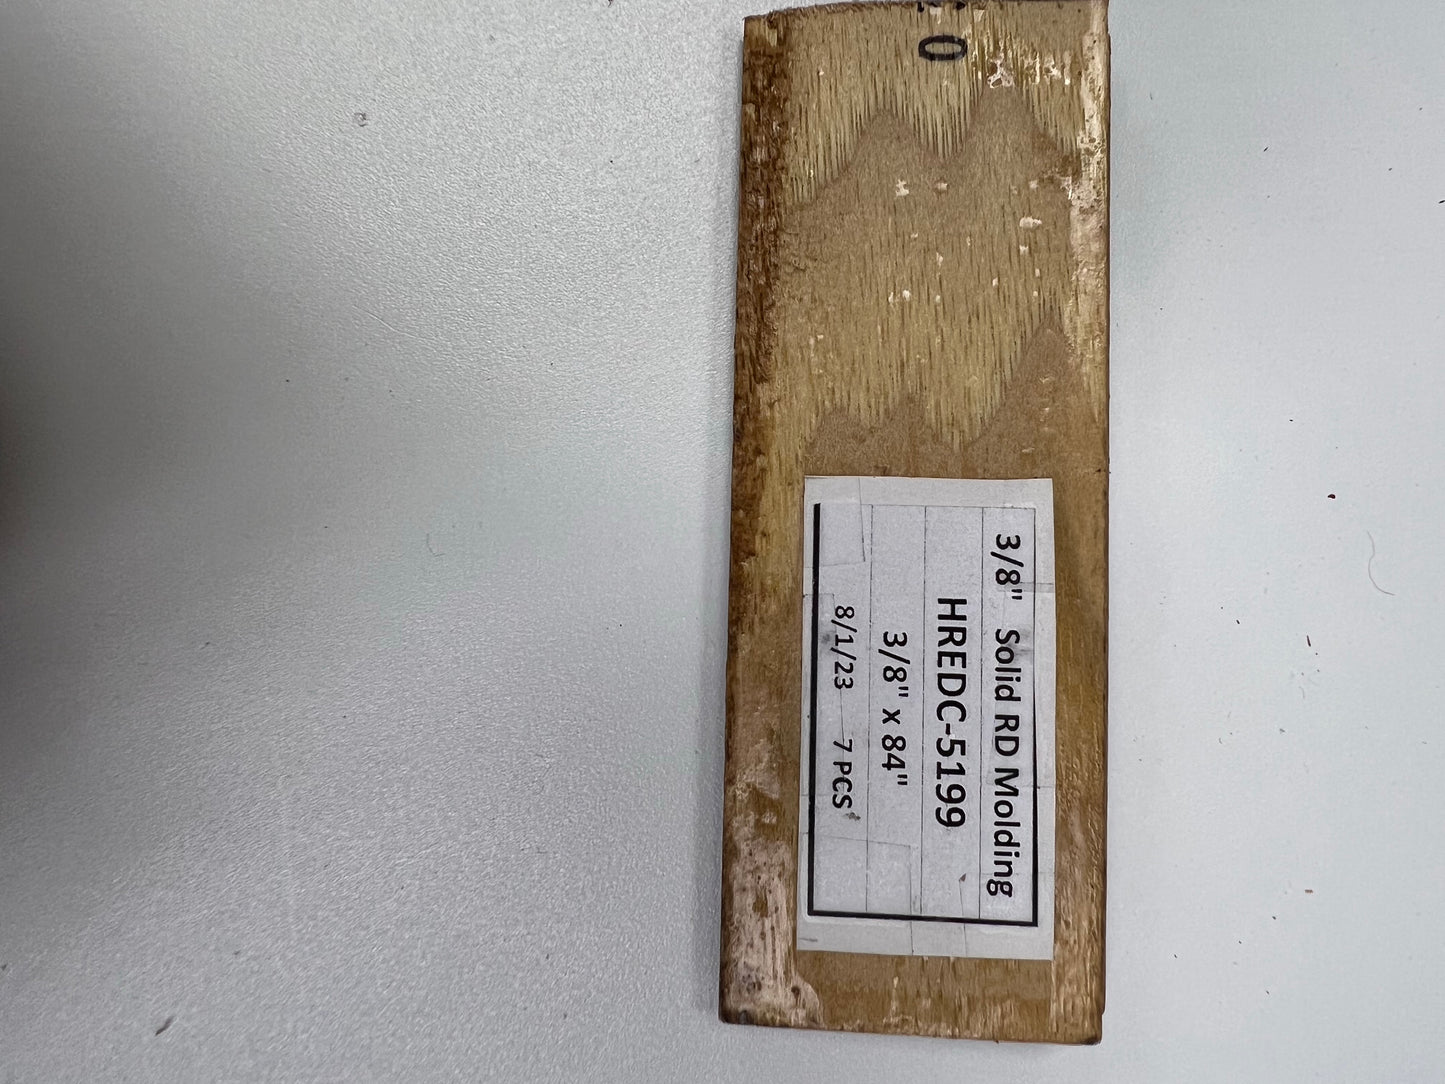 0
3/8" Solid RD Molding
HREDC-5199
3/8" x 84"
8/1/23 7 PCS